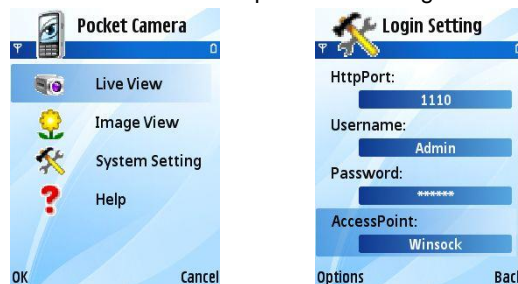 Pocket Camera
Live View
Image View
System Setting
Help
OK Cancel
Login Setting
HttpPort:
1110
Username:
Admin
Password:
******
AccessPoint:
Winsock
Options Back